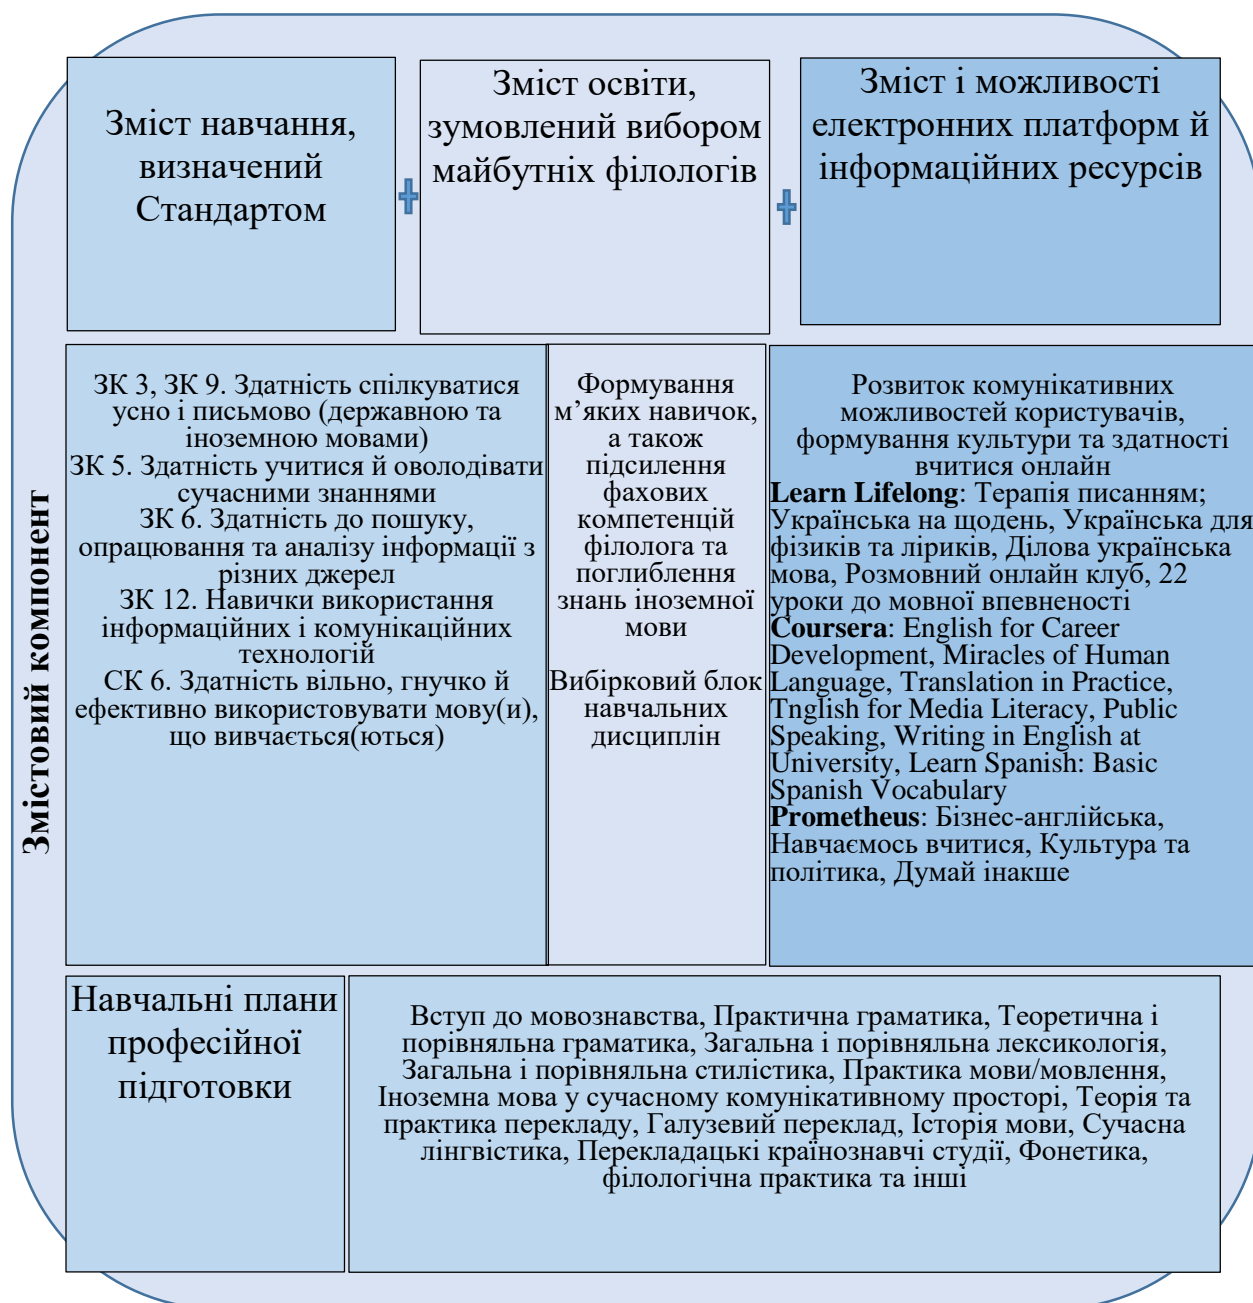 Зміст навчання,
визначений
Стандартом
Зміст освіти,
зумовлений вибором
майбутніх філологів
Зміст і можливості
електронних платформ й
інформаційних ресурсів
Змістовий компонент
ЗК 3, ЗК 9. Здатність спілкуватися
усно і письмово (державною та
іноземною мовами)
ЗК 5. Здатність учитися й оволодівати
сучасними знаннями
ЗК 6. Здатність до пошуку,
опрацювання та аналізу інформації з
різних джерел
ЗК 12. Навички використання
інформаційних і комунікаційних
технологій
СК 6. Здатність вільно, гнучко й
ефективно використовувати мову(и),
що вивчається(ються)
Формування
м’яких навичок,
а також
підсилення
фахових
компетенцій
філолога та
поглиблення
знань іноземної
мови
Вибірковий блок
навчальних
дисциплін
Розвиток комунікативних
можливостей користувачів,
формування культури та здатності
вчитися онлайн
Learn Lifelong: Терапія писанням;
Українська на щодень, Українська для
фізиків та ліриків, Ділова українська
мова, Розмовний онлайн клуб, 22
уроки до мовної впевненості
Coursera: English for Career
Development, Miracles of Human
Language, Translation in Practice,
Tnglish for Media Literacy, Public
Speaking, Writing in English at
University, Learn Spanish: Basic
Spanish Vocabulary
Prometheus: Бізнес-англійська,
Навчаємось вчитися, Культура та
політика, Думай інакше
Навчальні плани
професійної
підготовки
Вступ до мовознавства, Практична граматика, Теоретична і
порівняльна граматика, Загальна і порівняльна лексикологія,
Загальна і порівняльна стилістика, Практика мови/мовлення,
Іноземна мова у сучасному комунікативному просторі, Теорія та
практика перекладу, Галузевий переклад, Історія мови, Сучасна
лінгвістика, Перекладацькі країнознавчі студії, Фонетика,
філологічна практика та інші